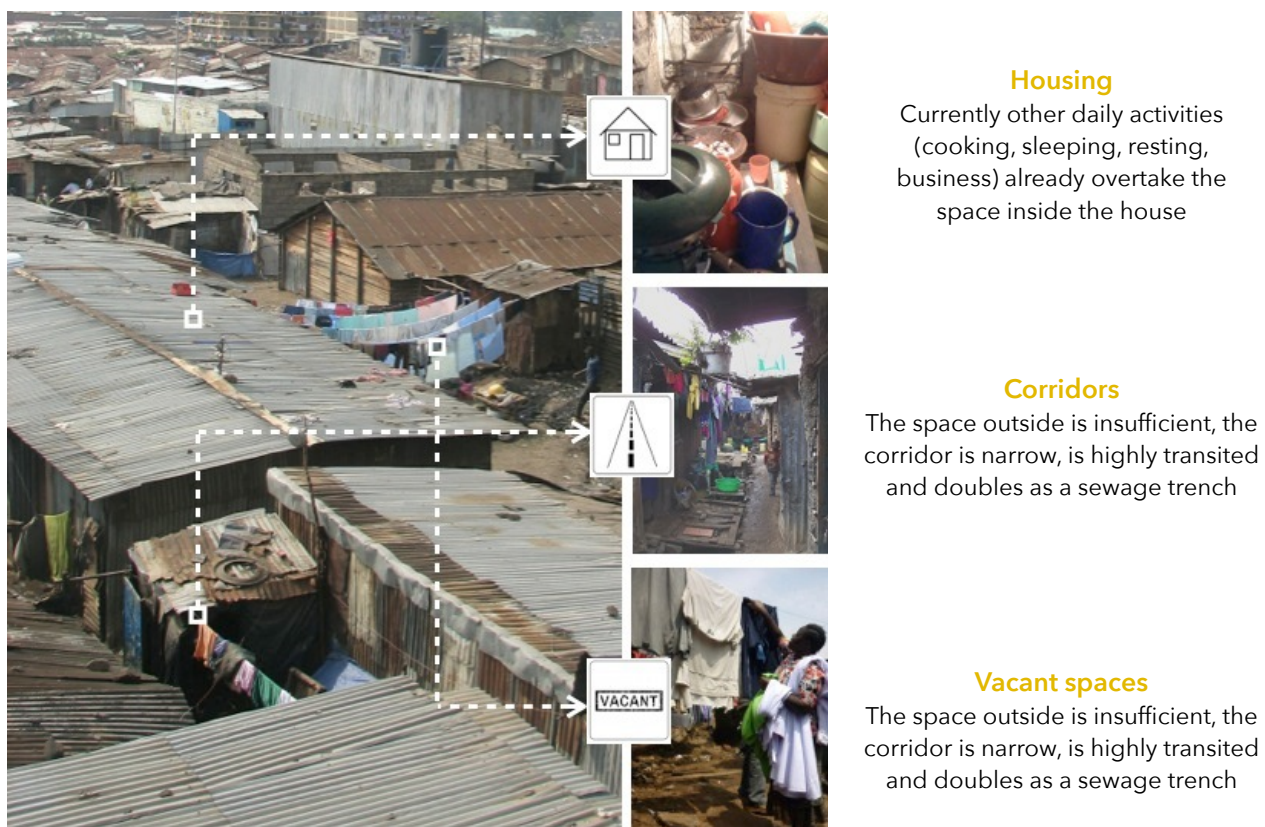 Housing
Currently other daily activities
(cooking, sleeping, resting,
business) already overtake the
space inside the house
Corridors
The space outside is insufficient, the
corridor is narrow, is highly transited
and doubles as a sewage trench
VACANT
Vacant spaces
The space outside is insufficient, the
corridor is narrow, is highly transited
and doubles as a sewage trench